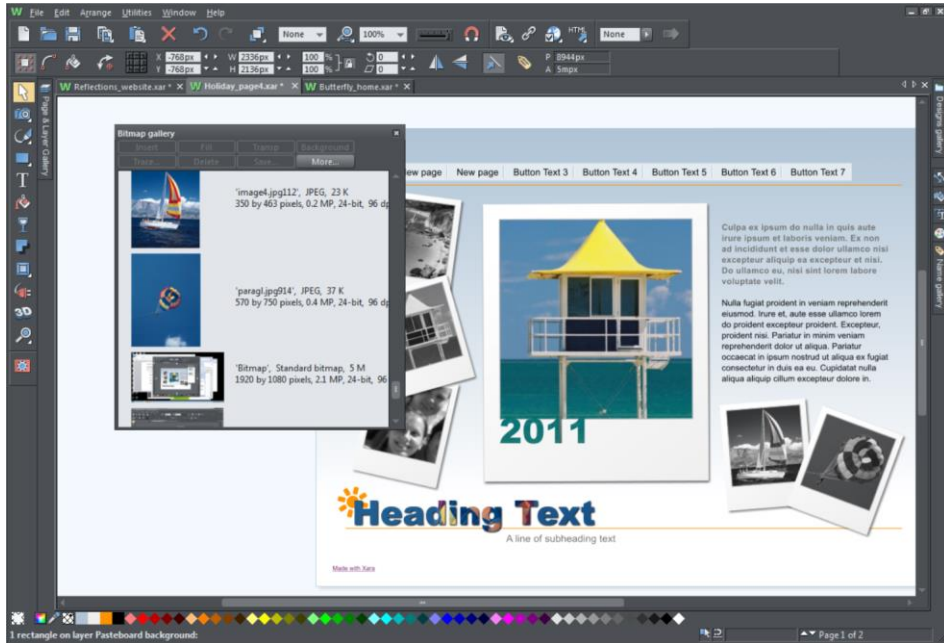 File Edit Arrange Utilities Window Help
None 100% HTML None
X -768px W 2336px 100 % 0 P 8944px
Y -768px H 2136px 100 % 0 A 5mpx
Reflections_website.xar * Holiday_page4.xar * Butterfly_home.xar *
Page & Layer Gallery
Designs gallery
Bitmap gallery
Insert Fill Transp Background
Trace... Delete Save... More...
'image4.jpg112', JPEG, 23 K
350 by 463 pixels, 0.2 MP, 24-bit, 96 dp
'paragl.jpg914', JPEG, 37 K
570 by 750 pixels, 0.4 MP, 24-bit, 96 dp
'Bitmap', Standard bitmap, 5 M
1920 by 1080 pixels, 2.1 MP, 24-bit, 96
ew page New page Button Text 3 Button Text 4 Button Text 5 Button Text 6 Button Text 7
Culpa ex ipsum do nulla in quis aute
irure ipsum et laboris veniam. Ex non
ad incididunt et esse dolor ullamco nisi
excepteur aliquip ea excepteur et nisi.
Do ullamco eu, nisi sint lorem labore
voluptate velit.
Nulla fugiat proident in veniam reprehenderit
eiusmod. Irure et, aute esse ullamco lorem
do proident excepteur proident. Excepteur,
proident nisi. Pariatur in minim veniam
reprehenderit dolor ut aliqua. Pariatur
occaecat in ipsum nostrud ut aliqua ex fugiat
consectetur in duis ea eu. Cupidatat nulla
aliqua aliquip cillum excepteur dolore in.
Name gallery
T
3D
2011
Heading Text
A line of subheading text
Made with Xara
1 rectangle on layer Pasteboard background:
Page 1 of 2